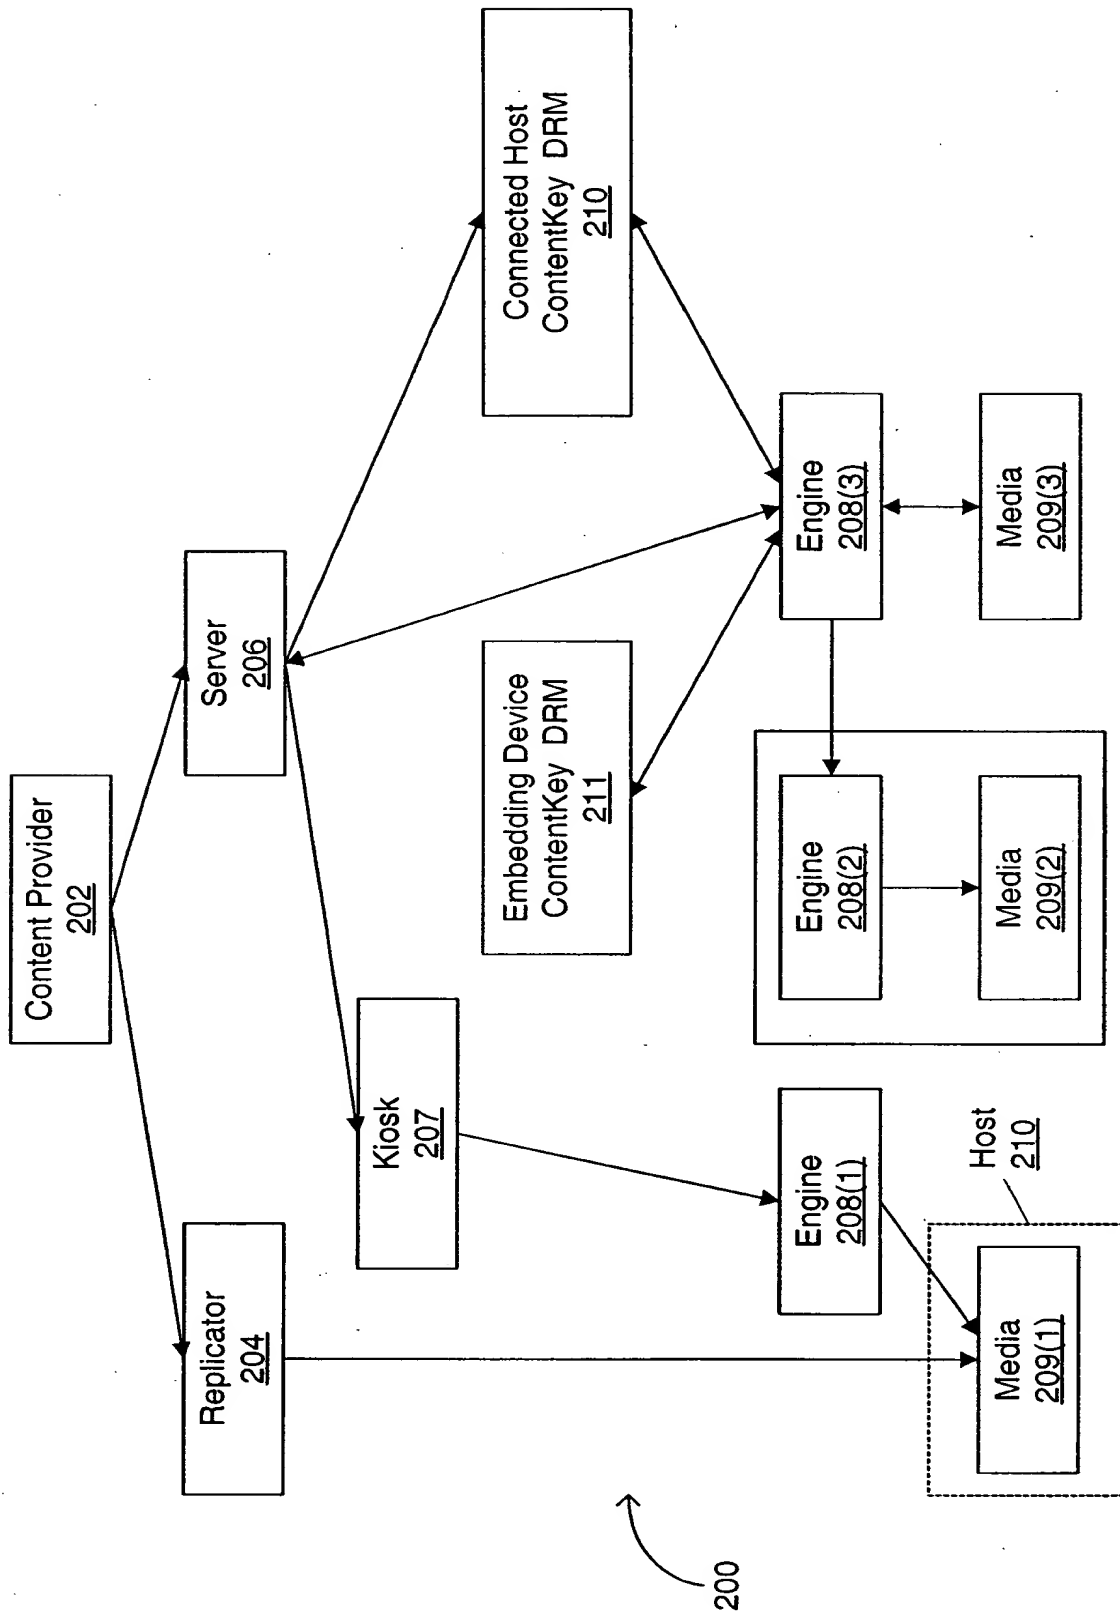 Content Provider
202
Replicator
204
Server
206
Kiosk
207
Embedding Device
ContentKey DRM
211
Connected Host
ContentKey DRM
210
Engine
208(1)
Engine
208(2)
Engine
208(3)
Media
209(1)
Host
210
Media
209(2)
Media
209(3)
200